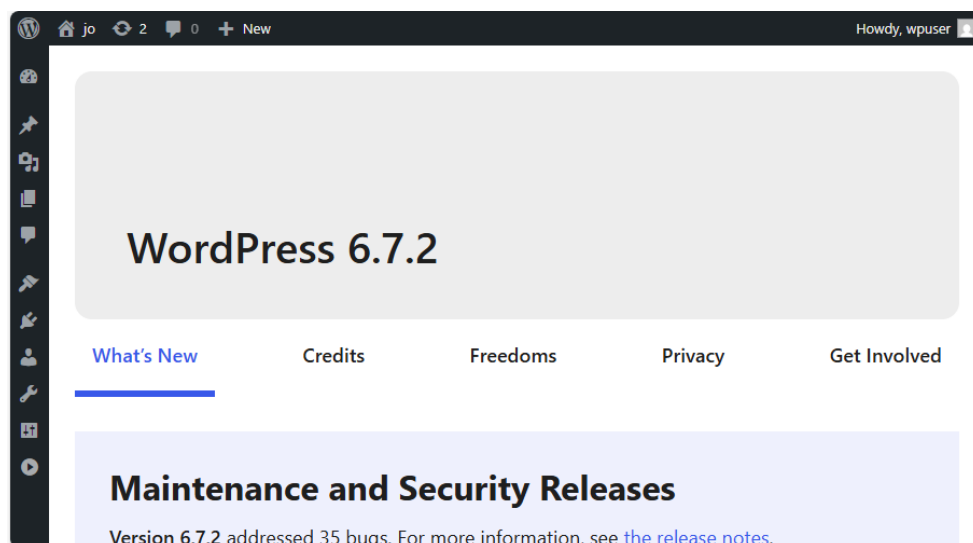 jo 2 0 New Howdy, wpuser
WordPress 6.7.2
What's New Credits Freedoms Privacy Get Involved
Maintenance and Security Releases
Version 6.7.2 addressed 35 bugs. For more information, see the release notes.